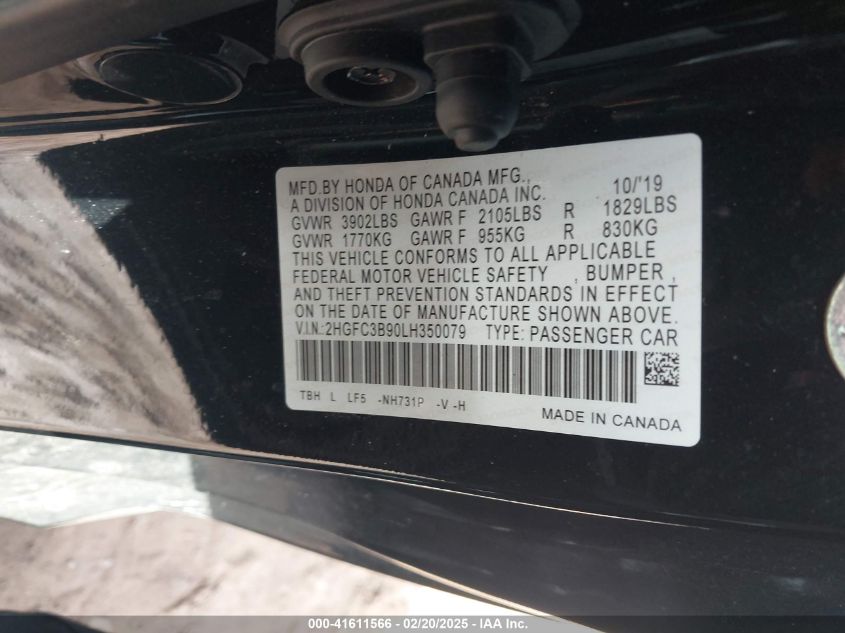 MFD.BY HONDA OF CANADA MFG., 10/'19
A DIVISION OF HONDA CANADA INC.
GVWR 3902LBS GAWR F 2105LBS R 1829LBS
GVWR 1770KG GAWR F 955KG R 830KG
THIS VEHICLE CONFORMS TO ALL APPLICABLE
FEDERAL MOTOR VEHICLE SAFETY , BUMPER ,
AND THEFT PREVENTION STANDARDS IN EFFECT
ON THE DATE OF MANUFACTURE SHOWN ABOVE.
V.I.N.:2HGFC3B90LH350079 TYPE: PASSENGER CAR
TBH L LF5 -NH731P -V -H
MADE IN CANADA
000-41611566 - 02/20/2025 - IAA Inc.